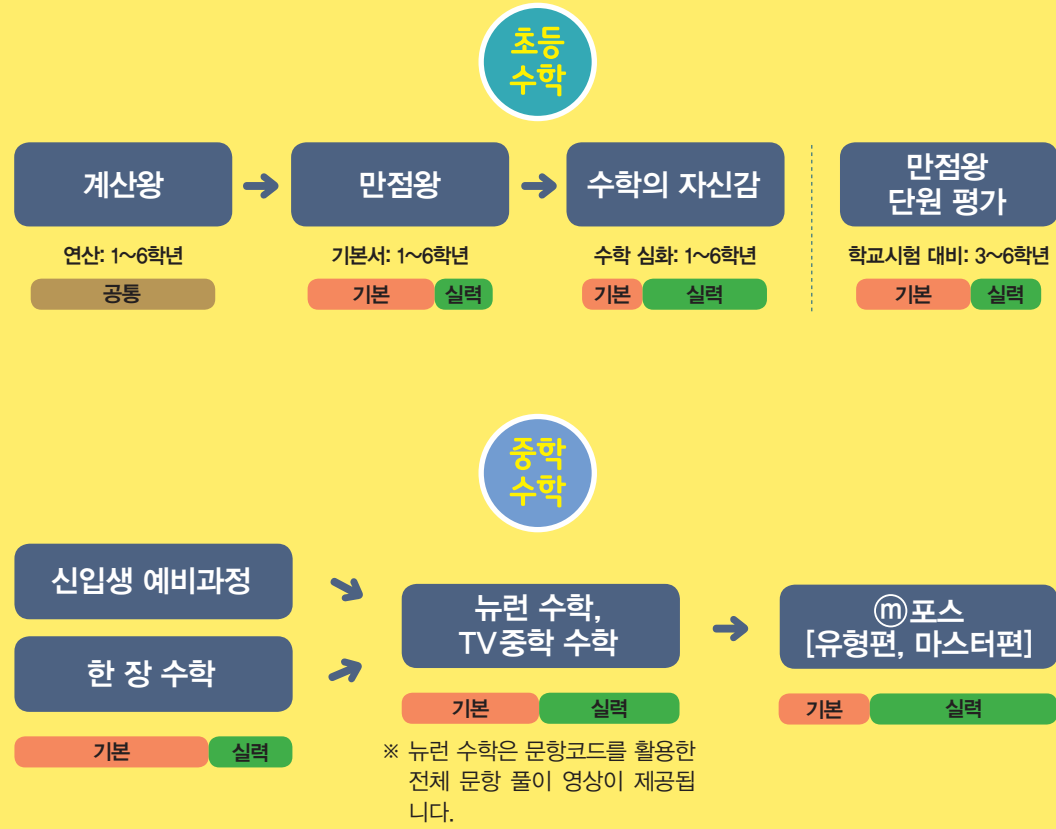 초등
수학
계산왕
만점왕
수학의 자신감
만점왕
단원 평가
연산: 1~6학년
기본서: 1~6학년
수학 심화: 1~6학년
학교시험 대비: 3~6학년
공통
기본 실력
기본 실력
기본 실력
중학
수학
신입생 예비과정
한 장 수학
기본 실력
뉴런 수학,
TV중학 수학
기본 실력
※ 뉴런 수학은 문항코드를 활용한
전체 문항 풀이 영상이 제공됩
니다.
ⓜ포스
[유형편, 마스터편]
기본 실력